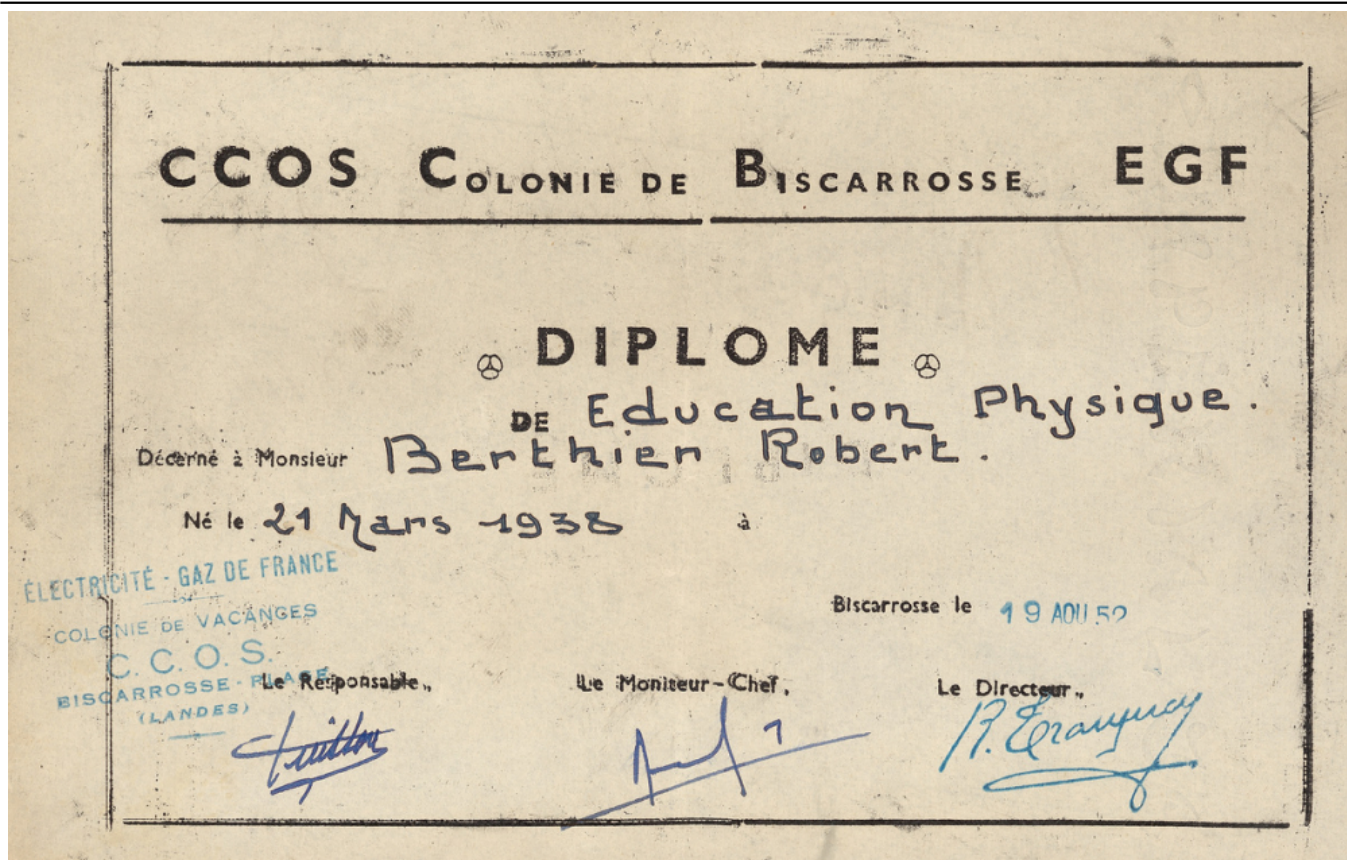 CCOS COLONIE DE BISCARROSSE EGF
DIPLOME
DE Education Physique.
Décerné à Monsieur Berthier Robert.
Né le 21 Mars 1938 à
ÉLECTRICITÉ - GAZ DE FRANCE
COLONIE DE VACANCES
C. C. O. S.
BISCARROSSE - PLAGE
(LANDES)
Biscarrosse le 19 AOU 52
Le Responsable, Le Moniteur-Chef, Le Directeur,